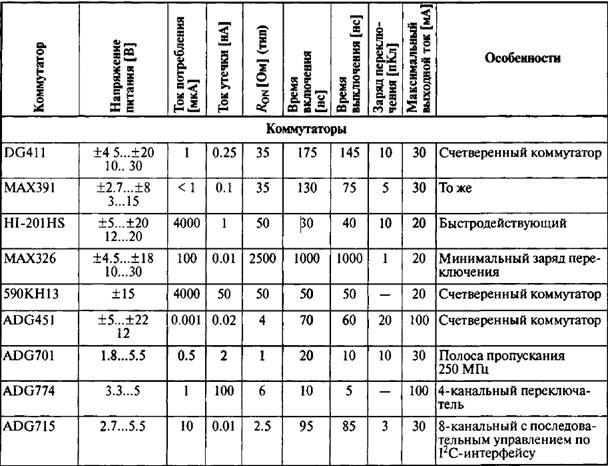 Коммутатор | Напряжение питания [В] | Ток потребления [мкА] | Ток утечки [нА] | R_ON [Ом] (тип) | Время включения [нс] | Время выключения [нс] | Заряд переключения [пКл] | Максимальный выходной ток [мА] | Особенности
Коммутаторы
DG411 | ±4 5...±20 | 1 | 0.25 | 35 | 175 | 145 | 10 | 30 | Счетверенный коммутатор
10.. 30
MAX391 | ±2.7...±8 | < 1 | 0.1 | 35 | 130 | 75 | 5 | 30 | То же
3...15
HI-201HS | ±5...±20 | 4000 | 1 | 50 | 30 | 40 | 10 | 20 | Быстродействующий
12...20
MAX326 | ±4.5...±18 | 100 | 0.01 | 2500 | 1000 | 1000 | 1 | 20 | Минимальный заряд пере-
10...30 | ключения
590КН13 | ±15 | 4000 | 50 | 50 | 50 | 50 | — | 20 | Счетверенный коммутатор
ADG451 | ±5...±22 | 0.001 | 0.02 | 4 | 70 | 60 | 20 | 100 | Счетверенный коммутатор
12
ADG701 | 1.8...5.5 | 0.5 | 2 | 1 | 20 | 10 | 10 | 30 | Полоса пропускания
250 МГц
ADG774 | 3.3...5 | 1 | 100 | 6 | 10 | 5 | — | 100 | 4-канальный переключа-
тель
ADG715 | 2.7...5.5 | 10 | 0.01 | 2.5 | 95 | 85 | 3 | 30 | 8-канальный с последова-
тельным управлением по
I²C-интерфейсу